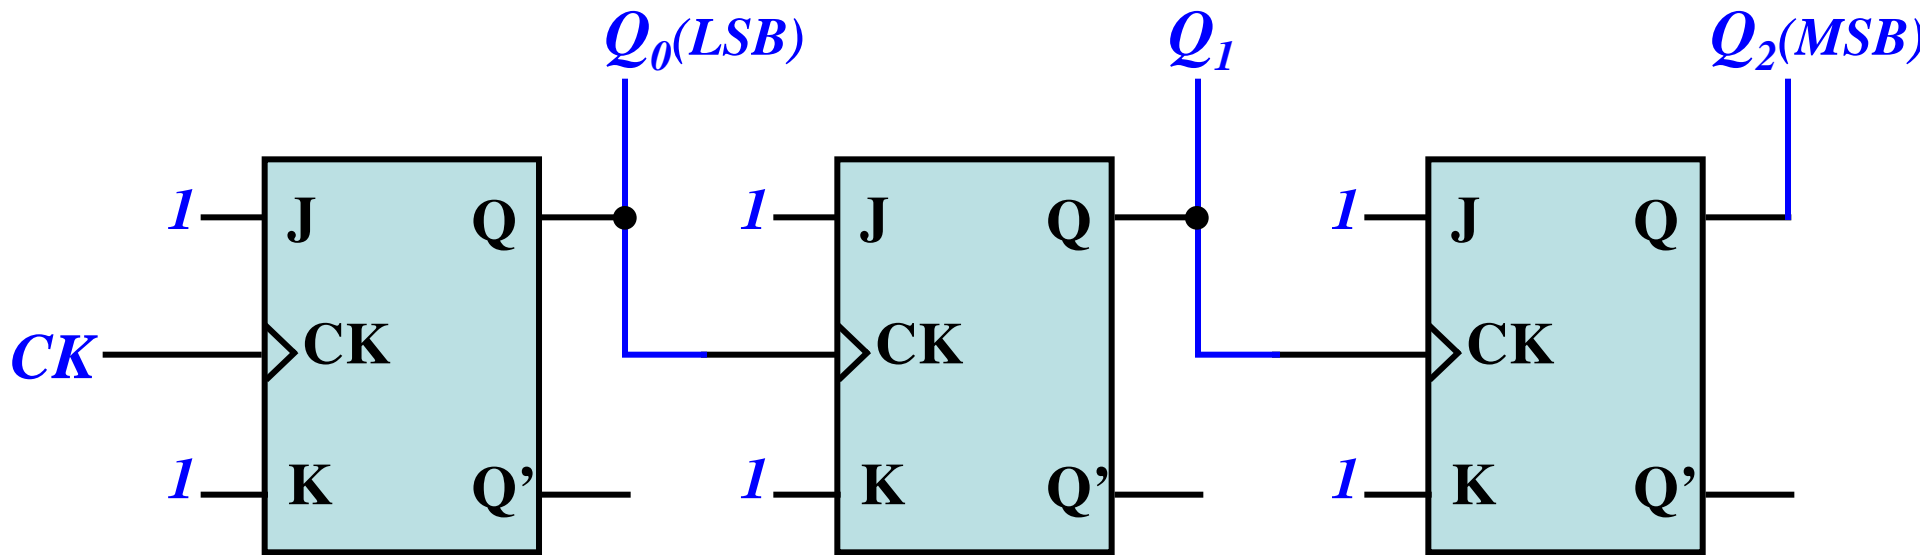 Q0(LSB) Q1 Q2(MSB)
1 J Q 1 J Q 1 J Q
CK CK CK CK
1 K Q’ 1 K Q’ 1 K Q’